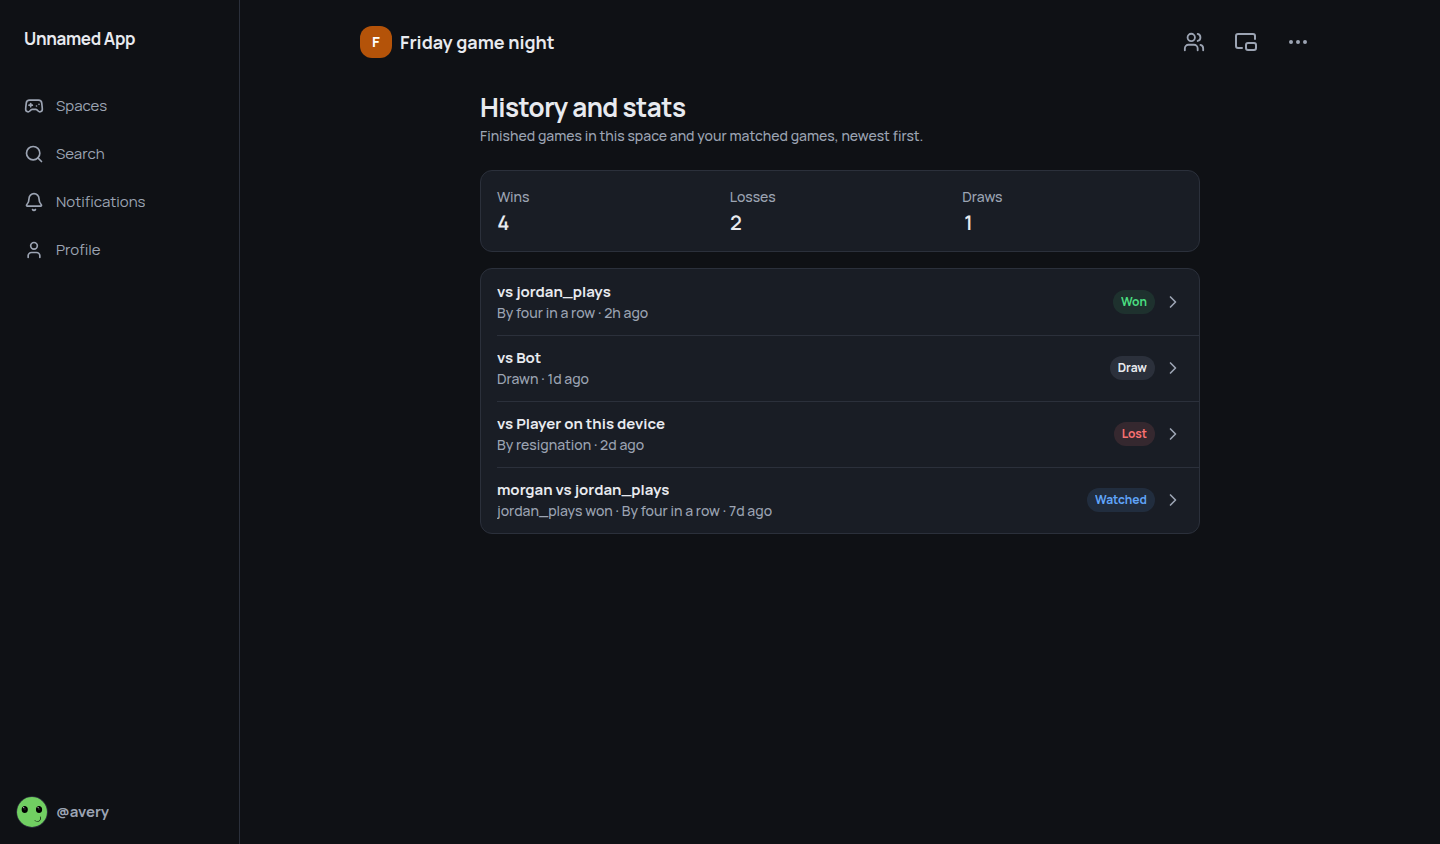 Unnamed App
Spaces
Search
Notifications
Profile
@avery
F
Friday game night
History and stats
Finished games in this space and your matched games, newest first.
Wins
4
Losses
2
Draws
1
vs jordan_plays
By four in a row · 2h ago
Won
vs Bot
Drawn · 1d ago
Draw
vs Player on this device
By resignation · 2d ago
Lost
morgan vs jordan_plays
jordan_plays won · By four in a row · 7d ago
Watched